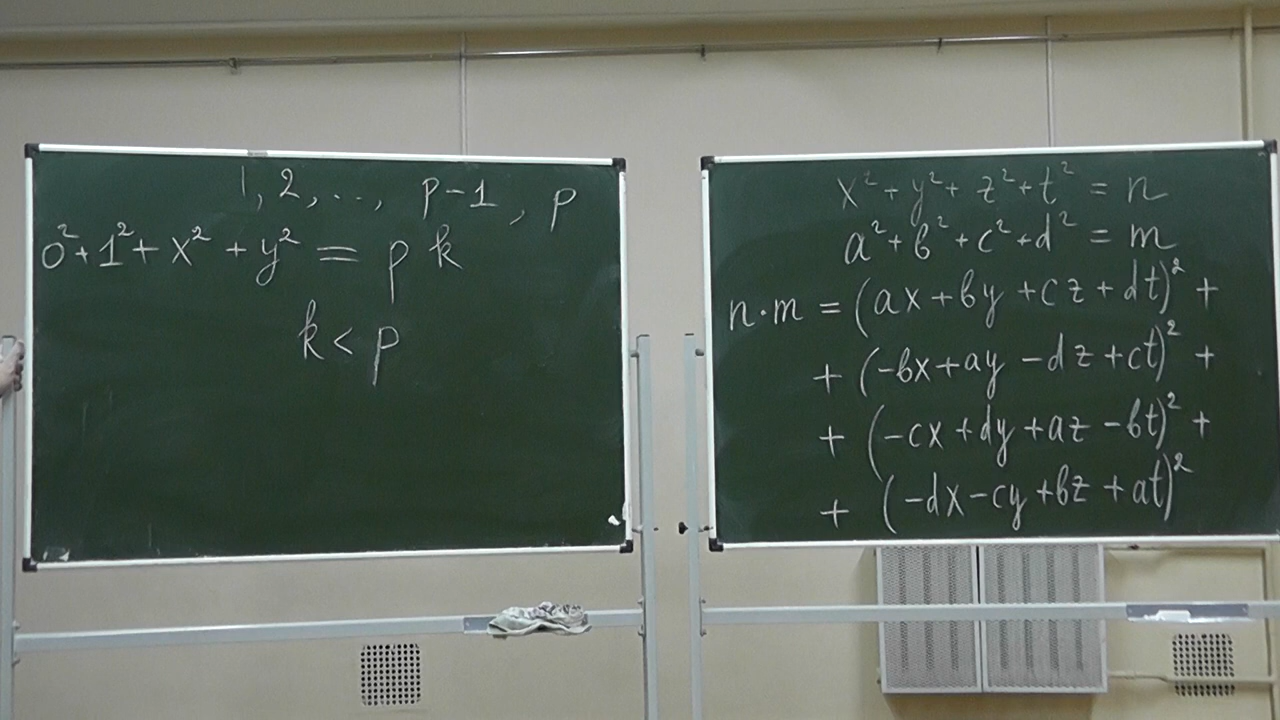 1, 2, ..., p-1, p
0² + 1² + x² + y² = p k
k < p
x² + y² + z² + t² = n
a² + b² + c² + d² = m
n·m = (ax + by + cz + dt)² +
+ (-bx + ay - dz + ct)² +
+ (-cx + dy + az - bt)² +
+ (-dx - cy + bz + at)²